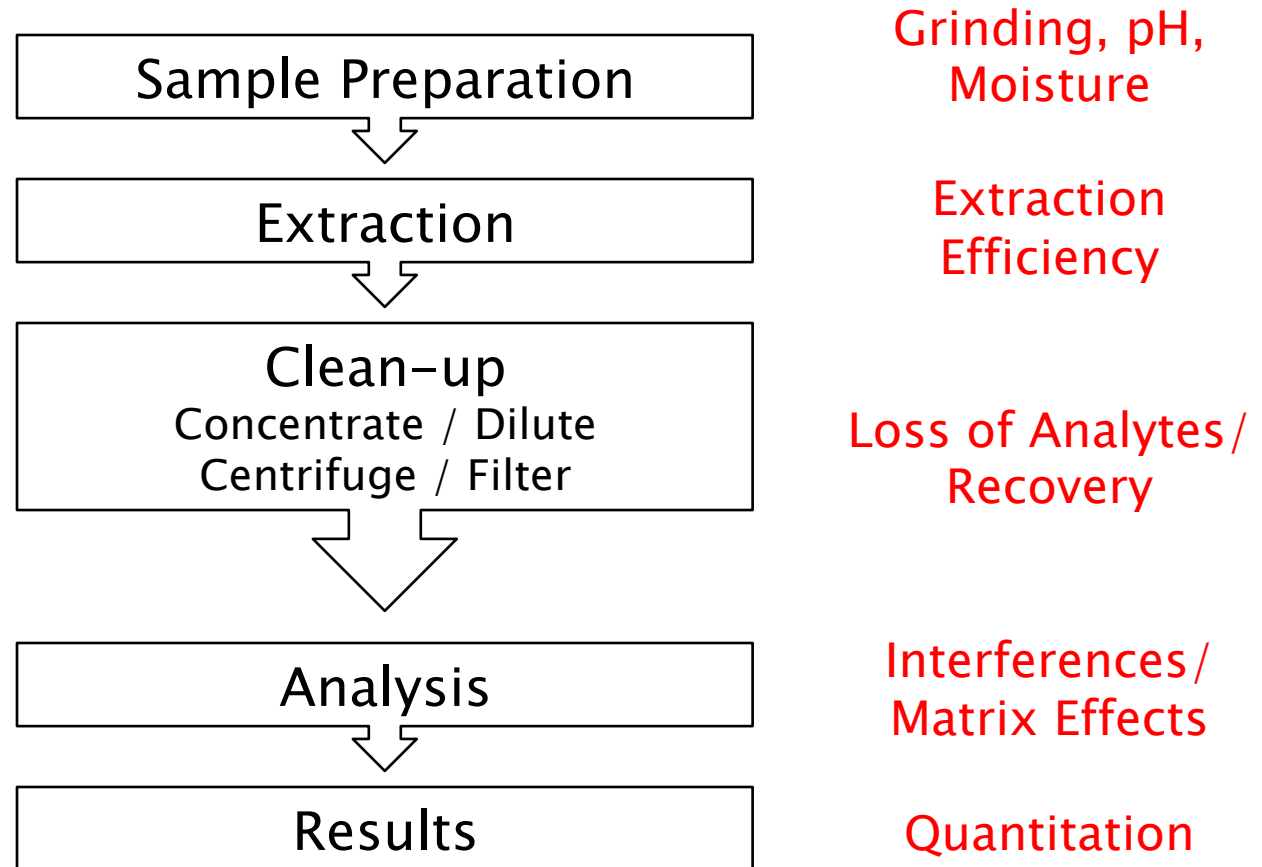 Sample Preparation
Grinding, pH,
Moisture
Extraction
Extraction
Efficiency
Clean-up
Concentrate / Dilute
Centrifuge / Filter
Loss of Analytes/
Recovery
Analysis
Interferences/
Matrix Effects
Results
Quantitation